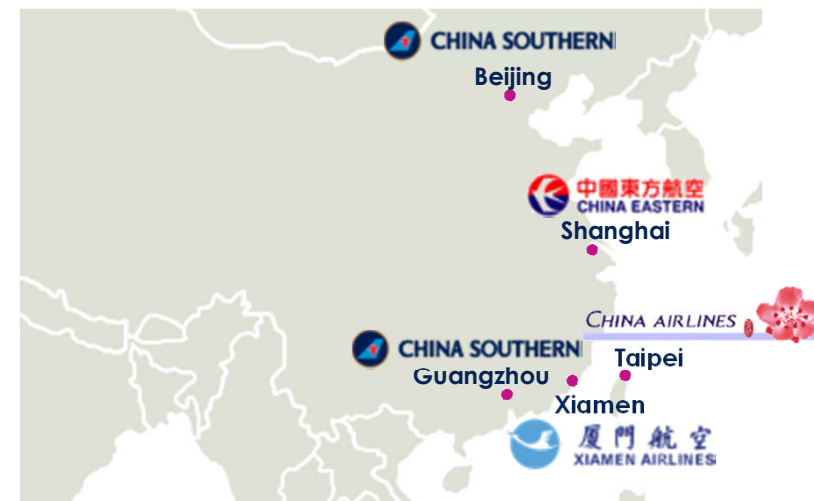 CHINA SOUTHERN
Beijing
中國東方航空
CHINA EASTERN
Shanghai
CHINA AIRLINES
CHINA SOUTHERN
Taipei
Guangzhou
Xiamen
厦門航空
XIAMEN AIRLINES